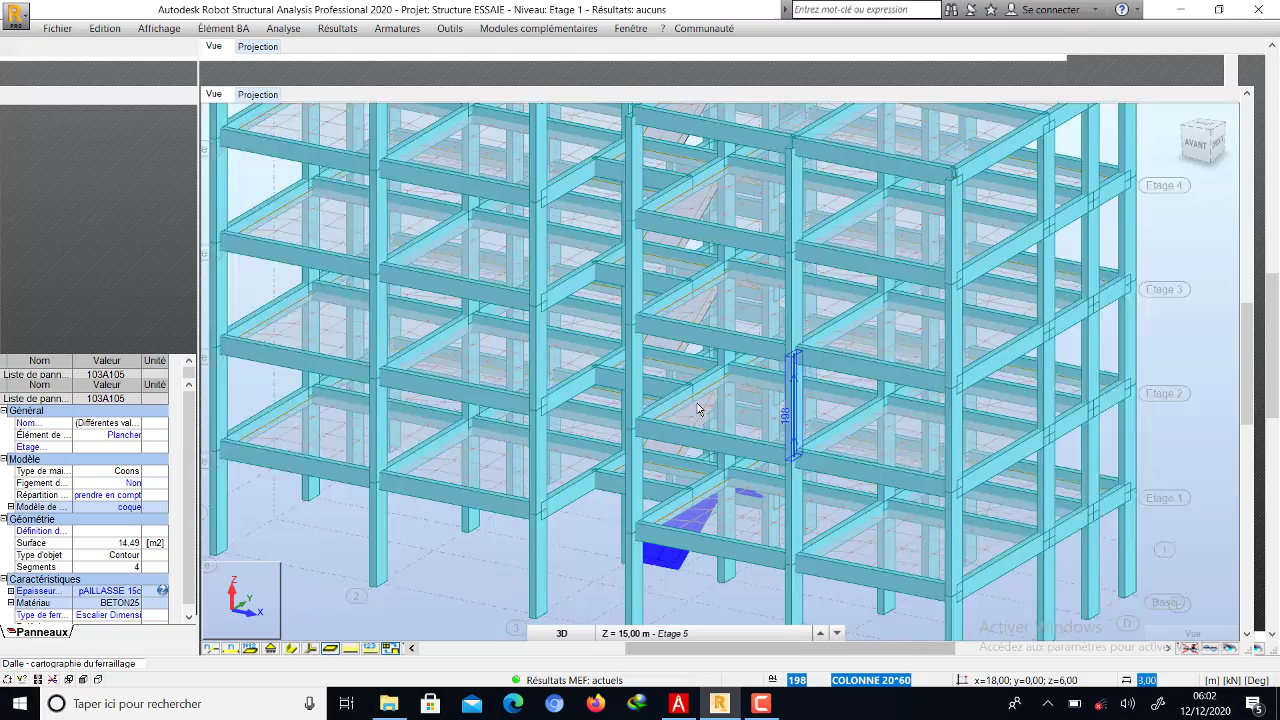 Autodesk Robot Structural Analysis Professional 2020 - Projet: Structure ESSAIE - Niveau: Etage 1 - Résultats: aucuns
Entrez mot-clé ou expression
Se connecter
PRO
Fichier Edition Affichage Élément BA Analyse Résultats Armatures Outils Modules complémentaires Fenêtre ? Communauté
Vue Projection
Vue Projection
AVANT
Etage 4
Etage 3
Etage 2
Etage 1
Nom Valeur Unité
Liste de pann... 103A105
Nom Valeur Unité
Liste de pann... 103A105
Général
Nom... (Différentes val...
Élément de ... Plancher
Etage...
Modèle
Type de mai... Coons
Figement d... Non
Répartition ... prendre en compt
Modèle de ... coque
Géométrie
Définition d...
Surface 14,49 [m2]
Type d'objet Contour
Segments 4
Caractéristiques
Epaisseur... pAILLASSE 15c
Matériau BETON25
Type de ferr... Escalier Dimensi
Panneaux
198
Z
Y
X
2
3
D
Vue
3D Z = 15,00 m - Etage 5
Activer Windows
Accédez aux paramètres pour activer
Dalle - cartographie du ferraillage
Résultats MEF: actuels 198 COLONNE 20*60 x=18,00; y=0,00; z=6,00 3,00 [m] [kN] [Deg]
Taper ici pour rechercher
06:02
12/12/2020